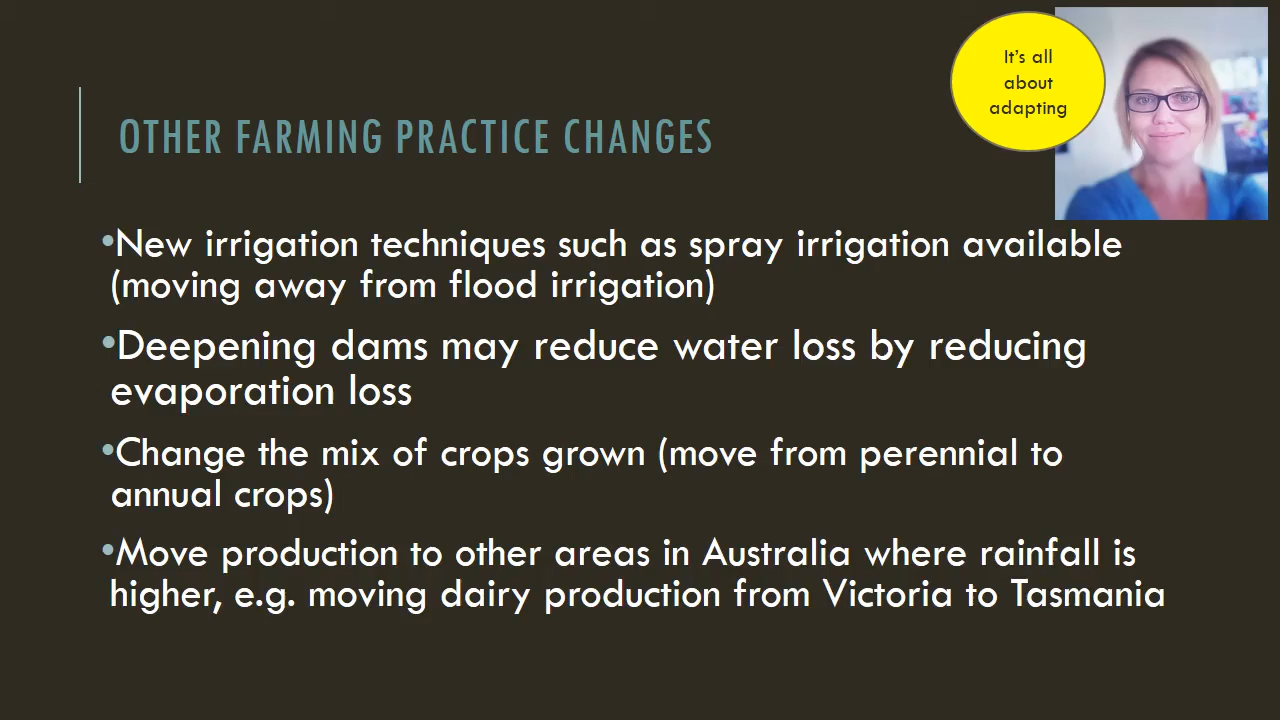 It's all
about
adapting
OTHER FARMING PRACTICE CHANGES
•New irrigation techniques such as spray irrigation available
(moving away from flood irrigation)
•Deepening dams may reduce water loss by reducing
evaporation loss
•Change the mix of crops grown (move from perennial to
annual crops)
•Move production to other areas in Australia where rainfall is
higher, e.g. moving dairy production from Victoria to Tasmania